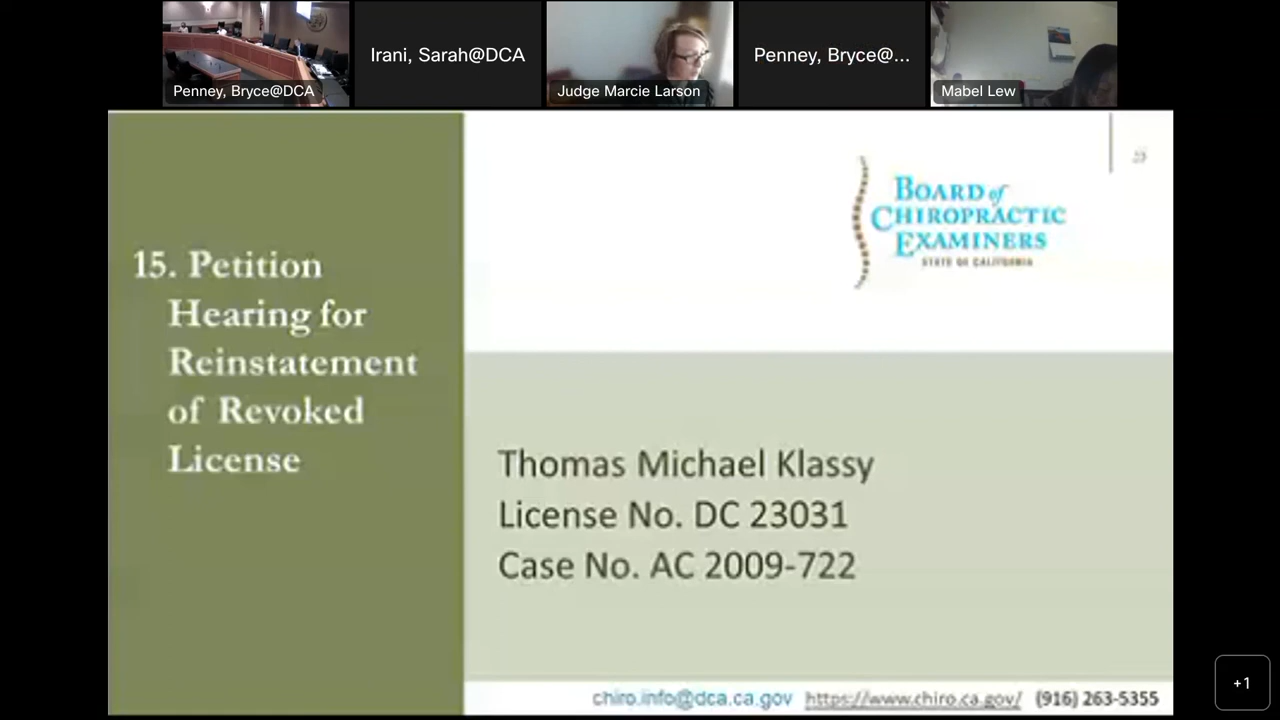 Penney, Bryce@DCA
Irani, Sarah@DCA
Judge Marcie Larson
Penney, Bryce@...
Mabel Lew
BOARD of
CHIROPRACTIC
EXAMINERS
STATE OF CALIFORNIA
15. Petition
Hearing for
Reinstatement
of Revoked
License
Thomas Michael Klassy
License No. DC 23031
Case No. AC 2009-722
chiro.info@dca.ca.gov https://www.chiro.ca.gov/ (916) 263-5355
+1